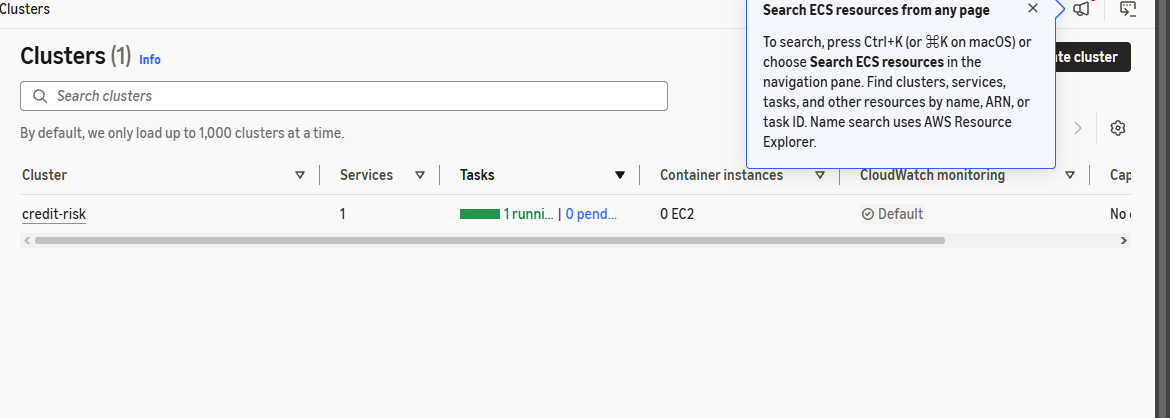 Clusters
Search ECS resources from any page
To search, press Ctrl+K (or ⌘K on macOS) or
choose Search ECS resources in the
navigation pane. Find clusters, services,
tasks, and other resources by name, ARN, or
task ID. Name search uses AWS Resource
Explorer.
Clusters (1) Info
te cluster
Search clusters
By default, we only load up to 1,000 clusters at a time.
Cluster Services Tasks Container instances CloudWatch monitoring Cap
credit-risk 1 1 runni... | 0 pend... 0 EC2 Default No